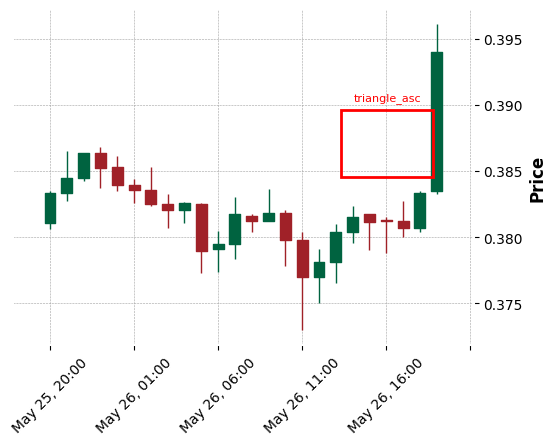 triangle_asc
0.395
0.390
0.385
0.380
0.375
Price
May 25, 20:00
May 26, 01:00
May 26, 06:00
May 26, 11:00
May 26, 16:00